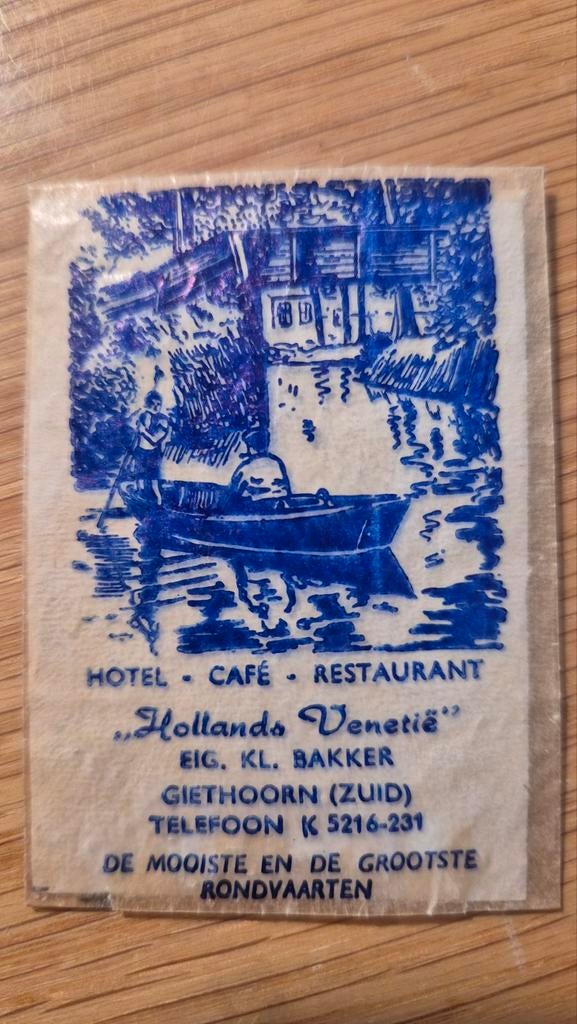 HOTEL - CAFÉ - RESTAURANT
„Hollands Venetië”
EIG. KL. BAKKER
GIETHOORN (ZUID)
TELEFOON K 5216-231
DE MOOISTE EN DE GROOTSTE
RONDVAARTEN